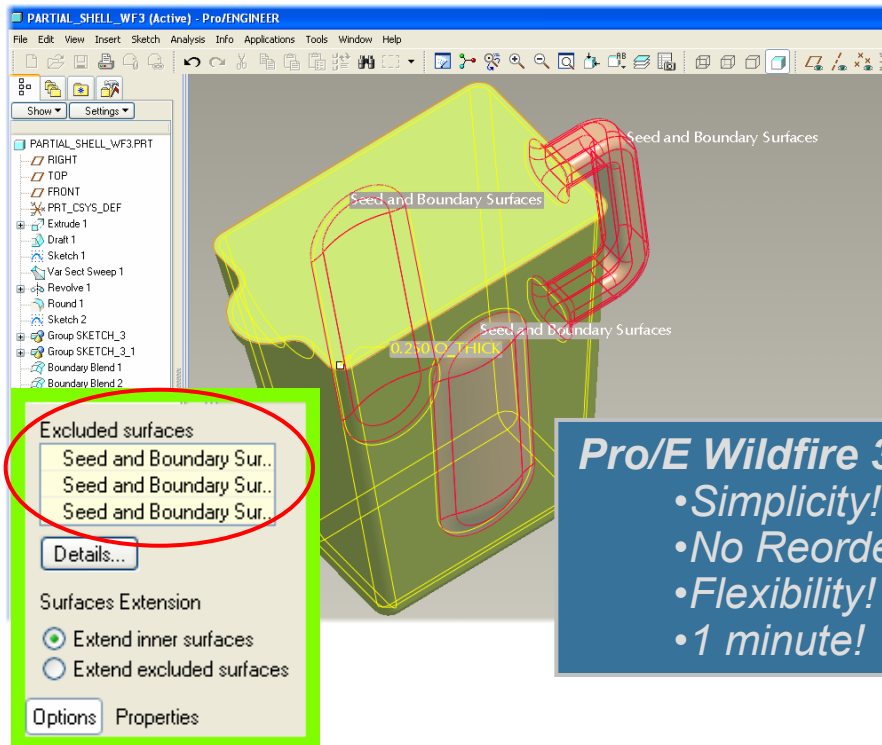 PARTIAL_SHELL_WF3 (Active) - Pro/ENGINEER
File Edit View Insert Sketch Analysis Info Applications Tools Window Help
Show Settings
PARTIAL_SHELL_WF3.PRT
RIGHT
TOP
FRONT
PRT_CSYS_DEF
Extrude 1
Draft 1
Sketch 1
Var Sect Sweep 1
Revolve 1
Round 1
Sketch 2
Group SKETCH_3
Group SKETCH_3_1
Boundary Blend 1
Boundary Blend 2
Seed and Boundary Surfaces
Seed and Boundary Surfaces
Seed and Boundary Surfaces
0.250 O_THICK
Excluded surfaces
Seed and Boundary Sur..
Seed and Boundary Sur..
Seed and Boundary Sur..
Details...
Surfaces Extension
Extend inner surfaces
Extend excluded surfaces
Options Properties
Pro/E Wildfire 3
•Simplicity!
•No Reorde
•Flexibility!
•1 minute!